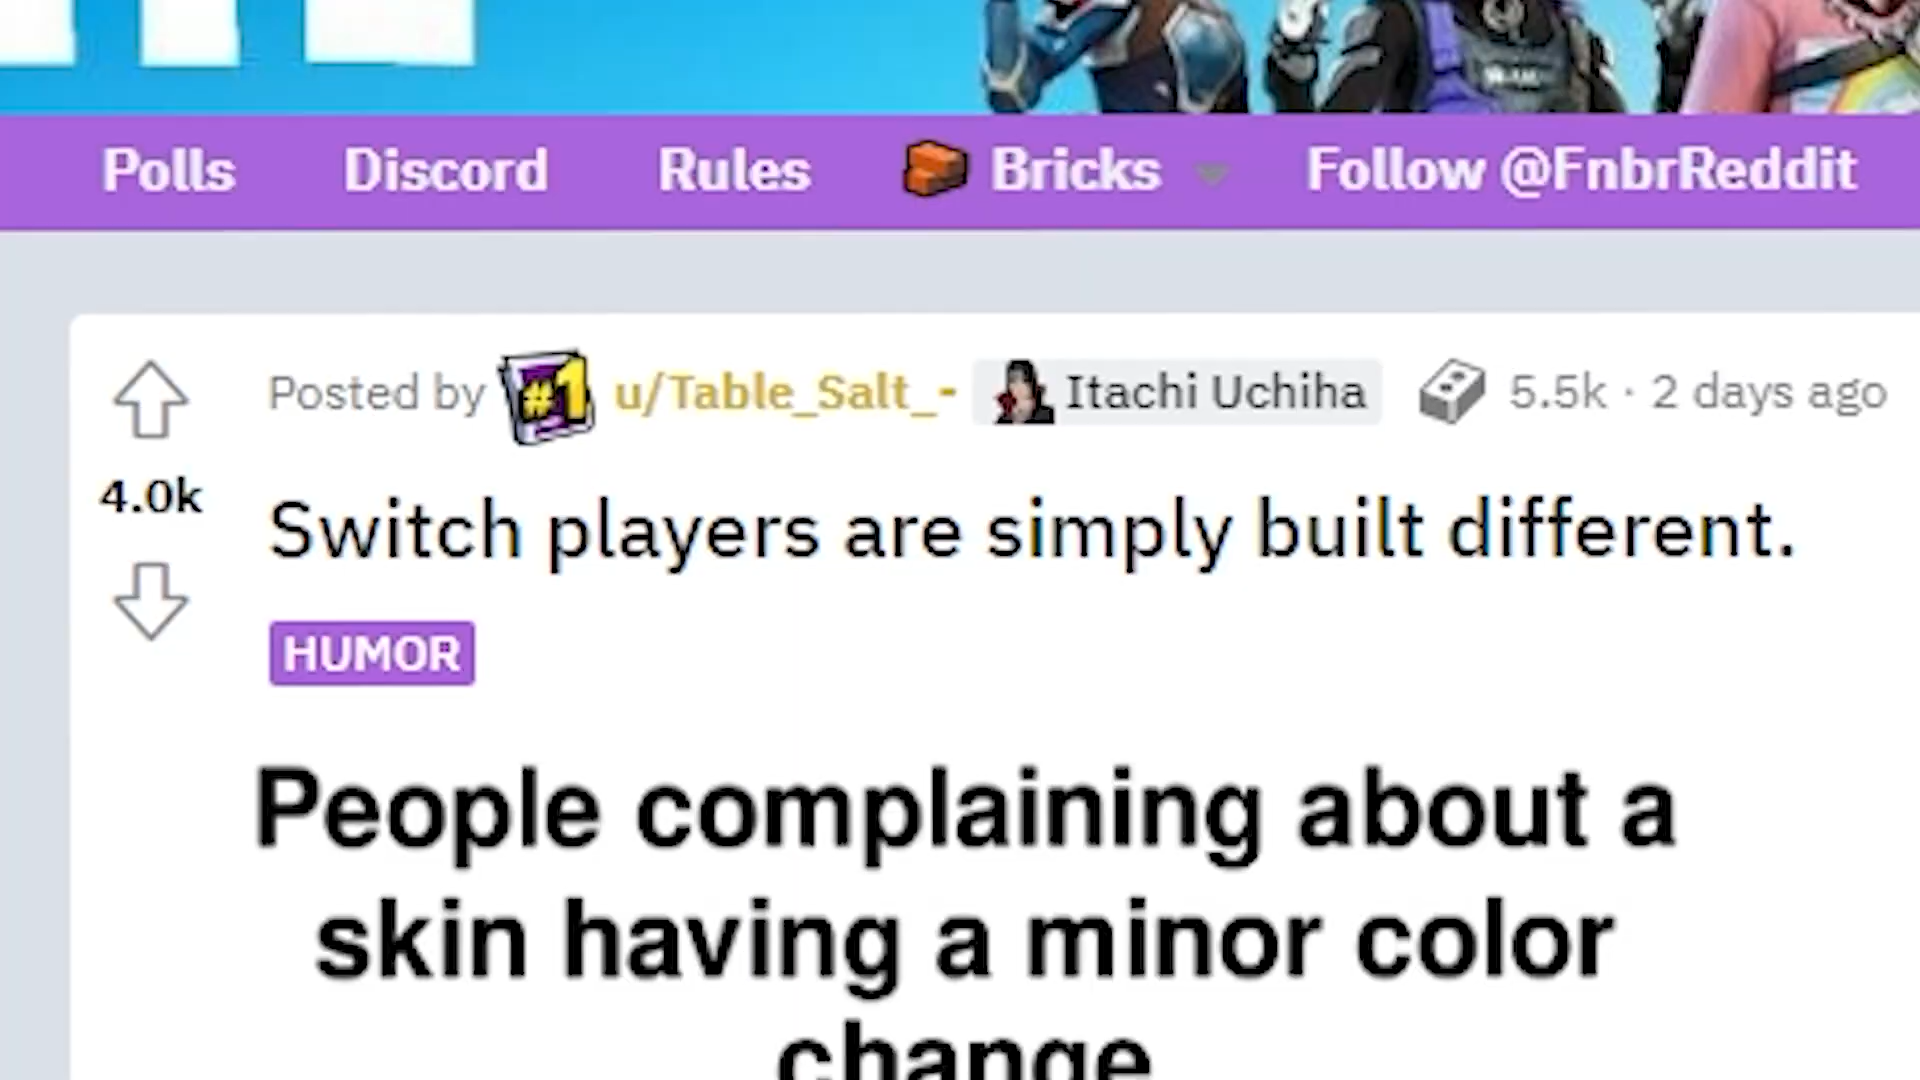 Polls Discord Rules Bricks Follow @FnbrReddit
Posted by #1 u/Table_Salt_- Itachi Uchiha 5.5k · 2 days ago
4.0k
Switch players are simply built different.
HUMOR
People complaining about a
skin having a minor color
change